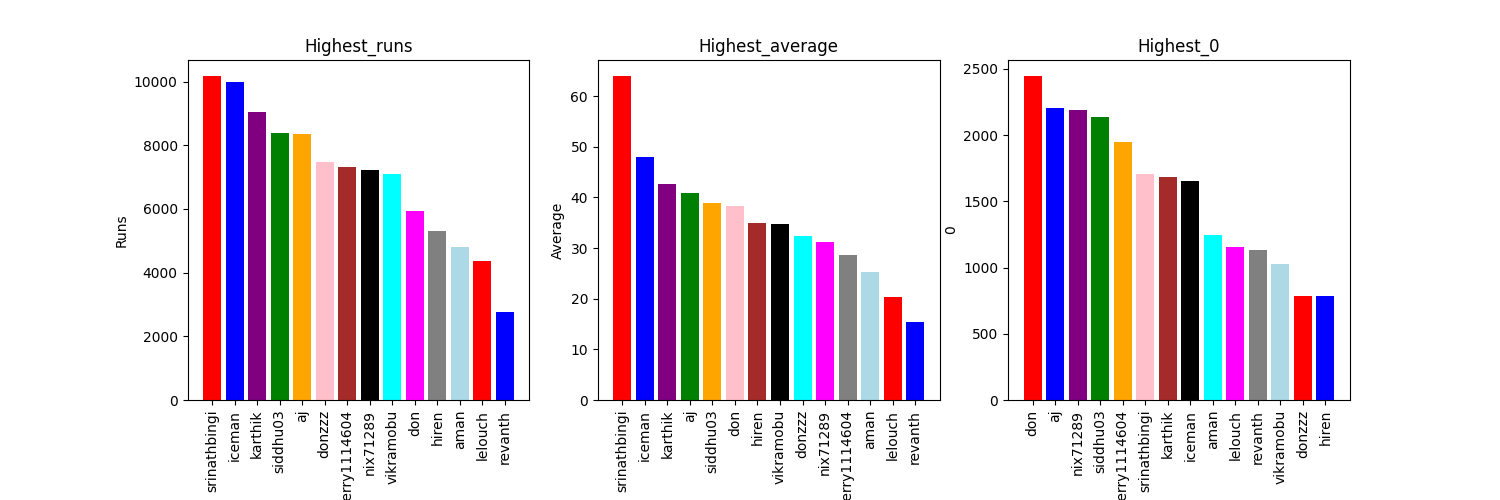 Highest_runs
Runs
10000
8000
6000
4000
2000
0
srinathbingi
iceman
karthik
siddhu03
aj
donzzz
erry1114604
nix71289
vikramobu
don
hiren
aman
lelouch
revanth
Highest_average
Average
60
50
40
30
20
10
0
srinathbingi
iceman
karthik
aj
siddhu03
don
hiren
vikramobu
donzzz
nix71289
erry1114604
aman
lelouch
revanth
Highest_0
0
2500
2000
1500
1000
500
0
don
aj
nix71289
siddhu03
erry1114604
srinathbingi
karthik
iceman
aman
lelouch
revanth
vikramobu
donzzz
hiren